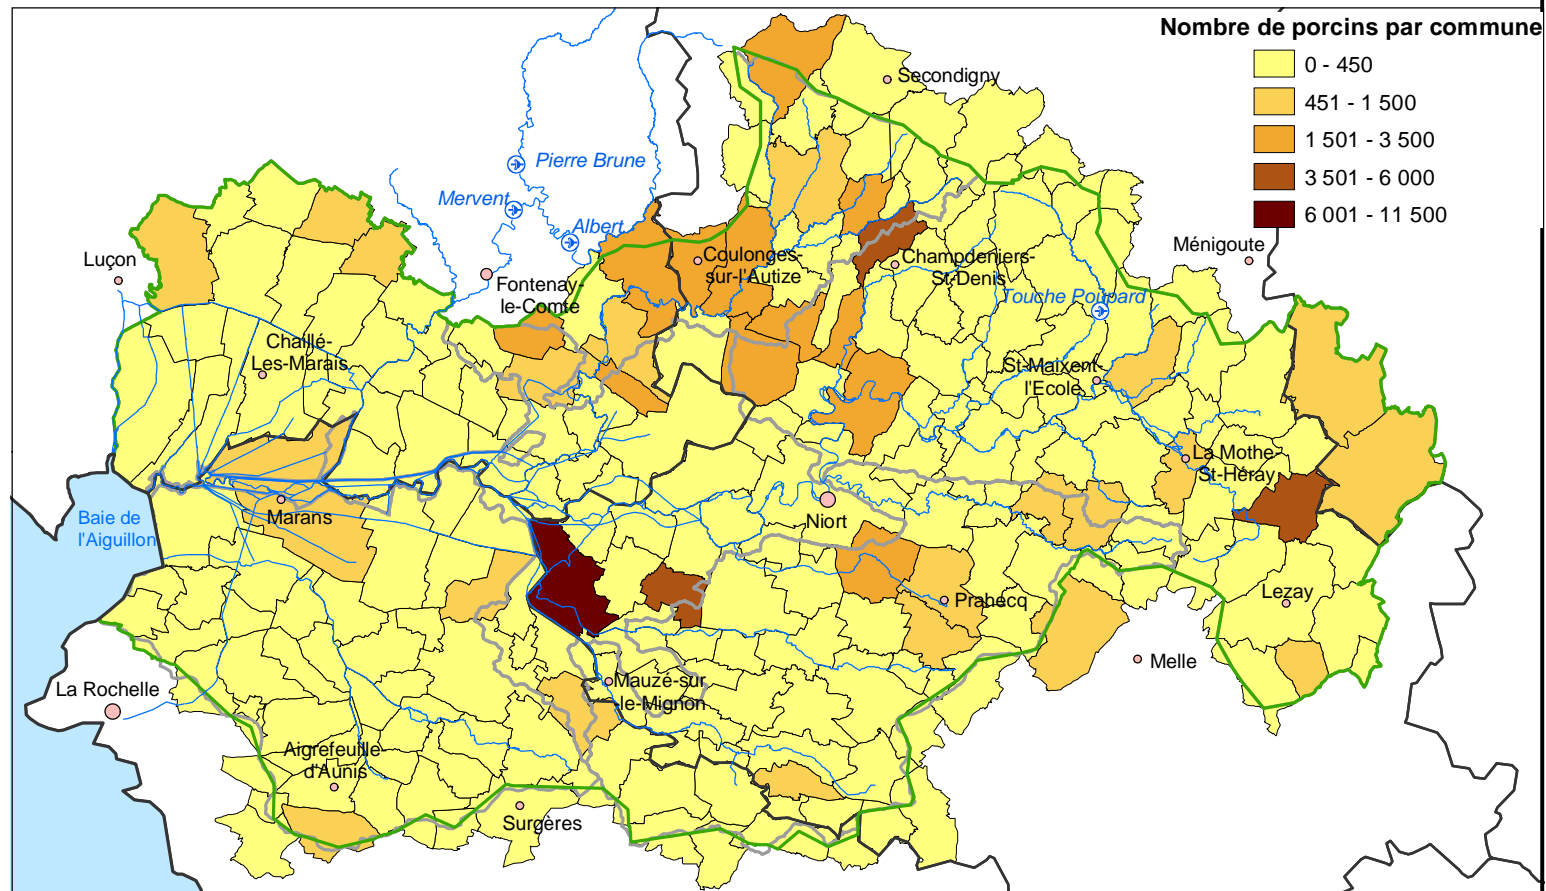 Nombre de porcins par commune
0 - 450
451 - 1 500
1 501 - 3 500
3 501 - 6 000
6 001 - 11 500
Secondigny
Pierre Brune
Mervent
Albert
Luçon
Fontenay-
le-Comte
Coulonges-
sur-l'Autize
Champdeniers-
St-Denis
Ménigoute
Touche Poupard
Chaillé-
Les-Marais
St-Maixent-
l'Ecole
La Mothe-
St-Héray
Marans
Niort
Baie de
l'Aiguillon
Prahecq
Lezay
Melle
La Rochelle
Mauzé-sur
-le-Mignon
Aigrefeuille-
d'Aunis
Surgères